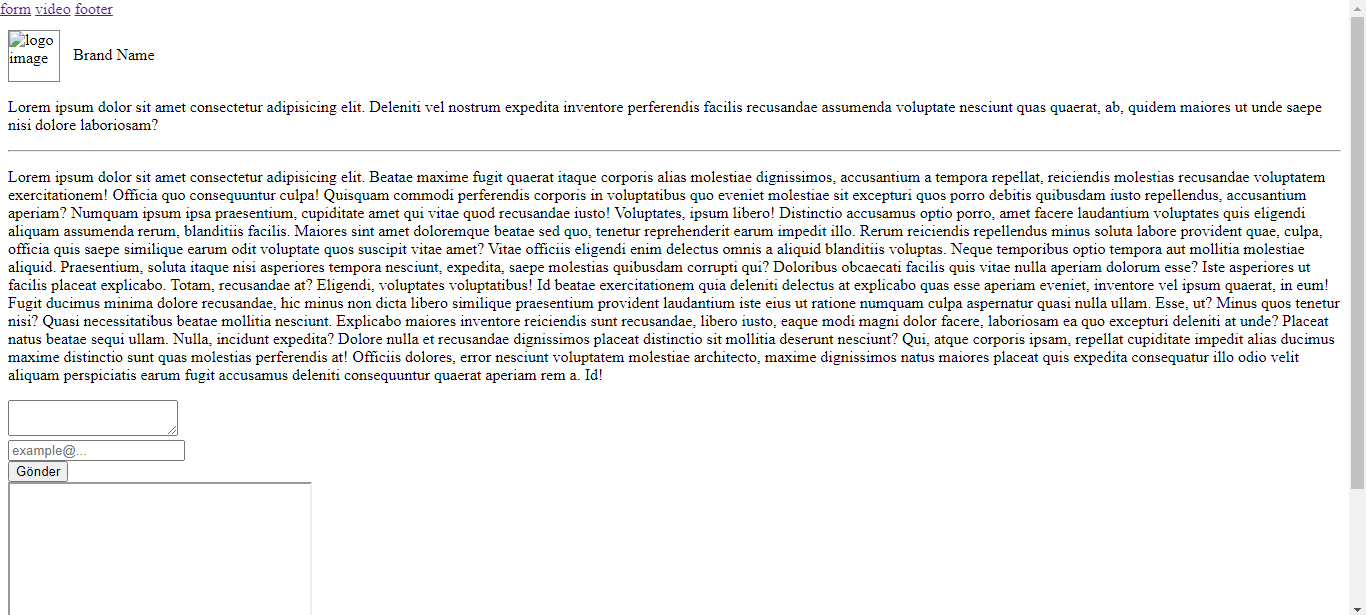 form video footer
logo
image
Brand Name
Lorem ipsum dolor sit amet consectetur adipisicing elit. Deleniti vel nostrum expedita inventore perferendis facilis recusandae assumenda voluptate nesciunt quas quaerat, ab, quidem maiores ut unde saepe
nisi dolore laboriosam?
Lorem ipsum dolor sit amet consectetur adipisicing elit. Beatae maxime fugit quaerat itaque corporis alias molestiae dignissimos, accusantium a tempora repellat, reiciendis molestias recusandae voluptatem
exercitationem! Officia quo consequuntur culpa! Quisquam commodi perferendis corporis in voluptatibus quo eveniet molestiae sit excepturi quos porro debitis quibusdam iusto repellendus, accusantium
aperiam? Numquam ipsum ipsa praesentium, cupiditate amet qui vitae quod recusandae iusto! Voluptates, ipsum libero! Distinctio accusamus optio porro, amet facere laudantium voluptates quis eligendi
aliquam assumenda rerum, blanditiis facilis. Maiores sint amet doloremque beatae sed quo, tenetur reprehenderit earum impedit illo. Rerum reiciendis repellendus minus soluta labore provident quae, culpa,
officia quis saepe similique earum odit voluptate quos suscipit vitae amet? Vitae officiis eligendi enim delectus omnis a aliquid blanditiis voluptas. Neque temporibus optio tempora aut mollitia molestiae
aliquid. Praesentium, soluta itaque nisi asperiores tempora nesciunt, expedita, saepe molestias quibusdam corrupti qui? Doloribus obcaecati facilis quis vitae nulla aperiam dolorum esse? Iste asperiores ut
facilis placeat explicabo. Totam, recusandae at? Eligendi, voluptates voluptatibus! Id beatae exercitationem quia deleniti delectus at explicabo quas esse aperiam eveniet, inventore vel ipsum quaerat, in eum!
Fugit ducimus minima dolore recusandae, hic minus non dicta libero similique praesentium provident laudantium iste eius ut ratione numquam culpa aspernatur quasi nulla ullam. Esse, ut? Minus quos tenetur
nisi? Quasi necessitatibus beatae mollitia nesciunt. Explicabo maiores inventore reiciendis sunt recusandae, libero iusto, eaque modi magni dolor facere, laboriosam ea quo excepturi deleniti at unde? Placeat
natus beatae sequi ullam. Nulla, incidunt expedita? Dolore nulla et recusandae dignissimos placeat distinctio sit mollitia deserunt nesciunt? Qui, atque corporis ipsam, repellat cupiditate impedit alias ducimus
maxime distinctio sunt quas molestias perferendis at! Officiis dolores, error nesciunt voluptatem molestiae architecto, maxime dignissimos natus maiores placeat quis expedita consequatur illo odio velit
aliquam perspiciatis earum fugit accusamus deleniti consequuntur quaerat aperiam rem a. Id!
example@...
Gönder